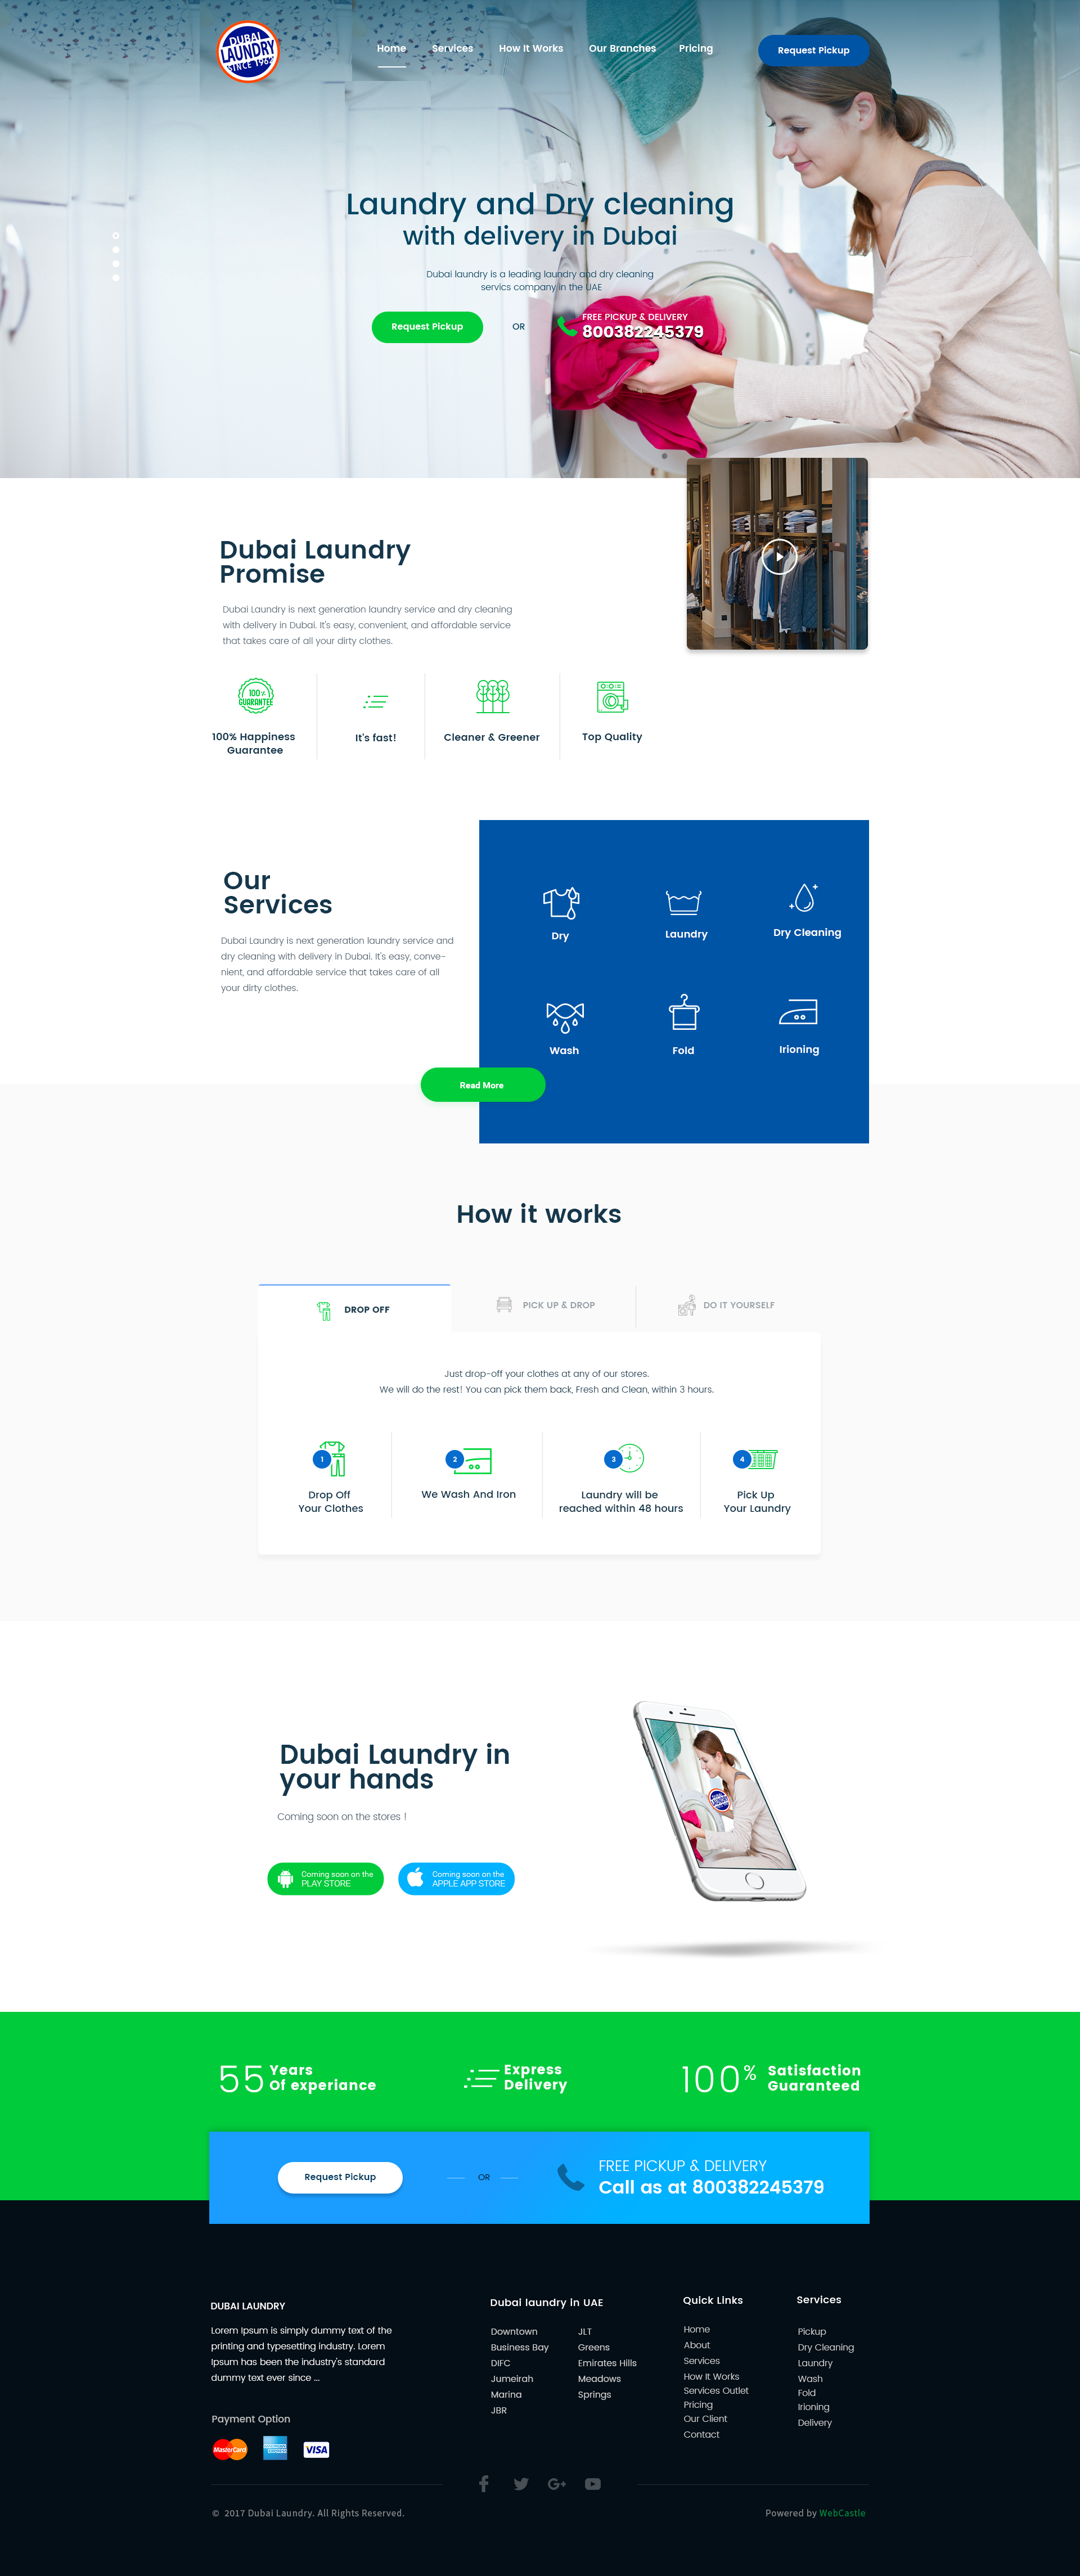 DUBAI
LAUNDRY
SINCE 1962
Home Services How It Works Our Branches Pricing
Request Pickup
Laundry and Dry cleaning
with delivery in Dubai
Dubai laundry is a leading laundry and dry cleaning
servics company in the UAE
Request Pickup
OR
FREE PICKUP & DELIVERY
800382245379
Dubai Laundry
Promise
Dubai Laundry is next generation laundry service and dry cleaning
with delivery in Dubai. It's easy, convenient, and affordable service
that takes care of all your dirty clothes.
100%
GUARANTEE
100% Happiness
Guarantee
It's fast!
Cleaner & Greener
Top Quality
Our
Services
Dubai Laundry is next generation laundry service and
dry cleaning with delivery in Dubai. It's easy, conve-
nient, and affordable service that takes care of all
your dirty clothes.
Dry
Laundry
Dry Cleaning
Wash
Fold
Irioning
Read More
How it works
DROP OFF
PICK UP & DROP
DO IT YOURSELF
Just drop-off your clothes at any of our stores.
We will do the rest! You can pick them back, Fresh and Clean, within 3 hours.
1
Drop Off
Your Clothes
2
We Wash And Iron
3
Laundry will be
reached within 48 hours
4
Pick Up
Your Laundry
Dubai Laundry in
your hands
Coming soon on the stores !
Coming soon on the
PLAY STORE
Coming soon on the
APPLE APP STORE
LAUNDRY
55 Years
Of experiance
Express
Delivery
100% Satisfaction
Guaranteed
Request Pickup
OR
FREE PICKUP & DELIVERY
Call as at 800382245379
DUBAI LAUNDRY
Lorem Ipsum is simply dummy text of the
printing and typesetting industry. Lorem
Ipsum has been the industry's standard
dummy text ever since ...
Payment Option
MasterCard
AMERICAN
EXPRESS
VISA
Dubai laundry in UAE
Downtown
Business Bay
DIFC
Jumeirah
Marina
JBR
JLT
Greens
Emirates Hills
Meadows
Springs
Quick Links
Home
About
Services
How It Works
Services Outlet
Pricing
Our Client
Contact
Services
Pickup
Dry Cleaning
Laundry
Wash
Fold
Irioning
Delivery
© 2017 Dubai Laundry. All Rights Reserved.
Powered by WebCastle